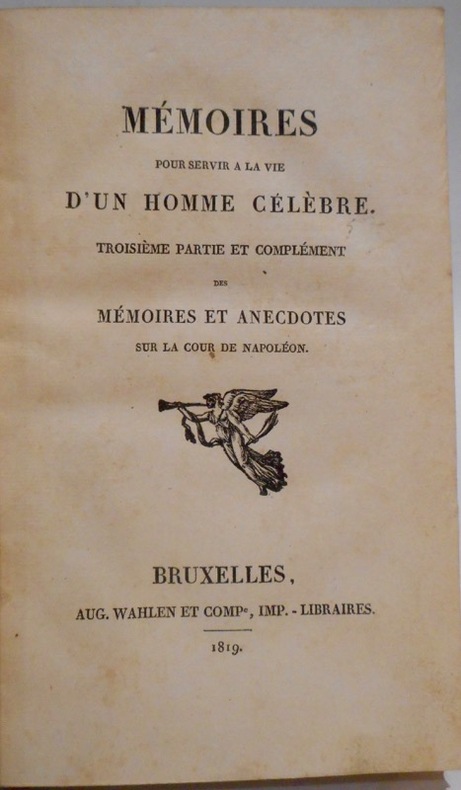 MÉMOIRES
POUR SERVIR A LA VIE
D'UN HOMME CÉLÈBRE.
TROISIÈME PARTIE ET COMPLÉMENT
DES
MÉMOIRES ET ANECDOTES
SUR LA COUR DE NAPOLÉON.
BRUXELLES,
AUG. WAHLEN ET COMPe, IMP. - LIBRAIRES.
1819.